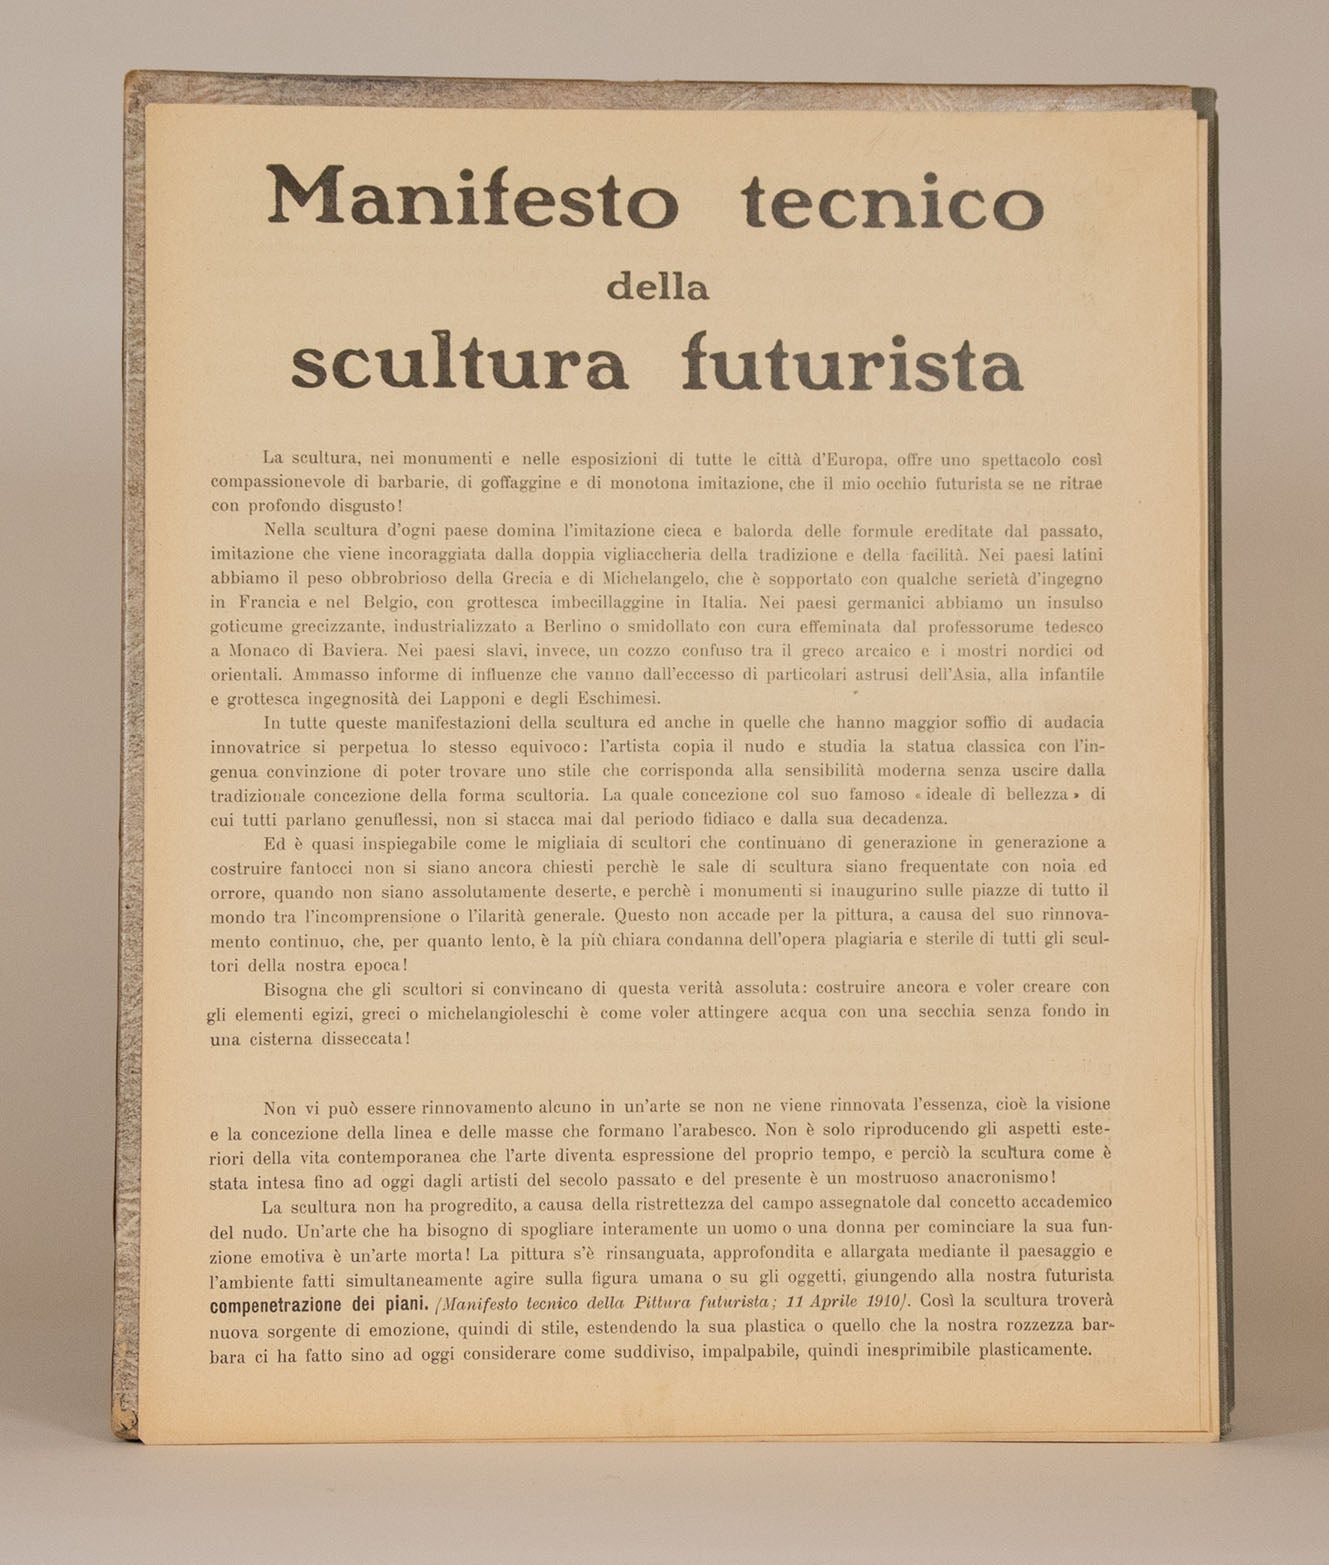 Manifesto tecnico
della
scultura futurista
La scultura, nei monumenti e nelle esposizioni di tutte le città d'Europa, offre uno spettacolo così
compassionevole di barbarie, di goffaggine e di monotona imitazione, che il mio occhio futurista se ne ritrae
con profondo disgusto!
Nella scultura d'ogni paese domina l'imitazione cieca e balorda delle formule ereditate dal passato,
imitazione che viene incoraggiata dalla doppia vigliaccheria della tradizione e della facilità. Nei paesi latini
abbiamo il peso obbrobrioso della Grecia e di Michelangelo, che è sopportato con qualche serietà d'ingegno
in Francia e nel Belgio, con grottesca imbecillaggine in Italia. Nei paesi germanici abbiamo un insulso
goticume grecizzante, industrializzato a Berlino o smidollato con cura effeminata dal professorume tedesco
a Monaco di Baviera. Nei paesi slavi, invece, un cozzo confuso tra il greco arcaico e i mostri nordici od
orientali. Ammasso informe di influenze che vanno dall'eccesso di particolari astrusi dell'Asia, alla infantile
e grottesca ingegnosità dei Lapponi e degli Eschimesi.
In tutte queste manifestazioni della scultura ed anche in quelle che hanno maggior soffio di audacia
innovatrice si perpetua lo stesso equivoco: l'artista copia il nudo e studia la statua classica con l'in-
genua convinzione di poter trovare uno stile che corrisponda alla sensibilità moderna senza uscire dalla
tradizionale concezione della forma scultoria. La quale concezione col suo famoso « ideale di bellezza » di
cui tutti parlano genuflessi, non si stacca mai dal periodo fidiaco e dalla sua decadenza.
Ed è quasi inspiegabile come le migliaia di scultori che continuano di generazione in generazione a
costruire fantocci non si siano ancora chiesti perchè le sale di scultura siano frequentate con noia ed
orrore, quando non siano assolutamente deserte, e perchè i monumenti si inaugurino sulle piazze di tutto il
mondo tra l'incomprensione o l'ilarità generale. Questo non accade per la pittura, a causa del suo rinnova-
mento continuo, che, per quanto lento, è la più chiara condanna dell'opera plagiaria e sterile di tutti gli scul-
tori della nostra epoca!
Bisogna che gli scultori si convincano di questa verità assoluta: costruire ancora e voler creare con
gli elementi egizi, greci o michelangioleschi è come voler attingere acqua con una secchia senza fondo in
una cisterna disseccata!
Non vi può essere rinnovamento alcuno in un'arte se non ne viene rinnovata l'essenza, cioè la visione
e la concezione della linea e delle masse che formano l'arabesco. Non è solo riproducendo gli aspetti este-
riori della vita contemporanea che l'arte diventa espressione del proprio tempo, e perciò la scultura come è
stata intesa fino ad oggi dagli artisti del secolo passato e del presente è un mostruoso anacronismo!
La scultura non ha progredito, a causa della ristrettezza del campo assegnatole dal concetto accademico
del nudo. Un'arte che ha bisogno di spogliare interamente un uomo o una donna per cominciare la sua fun-
zione emotiva è un'arte morta! La pittura s'è rinsanguata, approfondita e allargata mediante il paesaggio e
l'ambiente fatti simultaneamente agire sulla figura umana o su gli oggetti, giungendo alla nostra futurista
compenetrazione dei piani. (Manifesto tecnico della Pittura futurista; 11 Aprile 1910). Così la scultura troverà
nuova sorgente di emozione, quindi di stile, estendendo la sua plastica o quello che la nostra rozzezza bar-
bara ci ha fatto sino ad oggi considerare come suddiviso, impalpabile, quindi inesprimibile plasticamente.